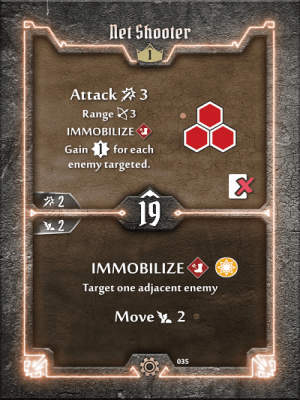 Net Shooter
1
Attack 3
Range 3
IMMOBILIZE
Gain 1 for each
enemy targeted.
2
19
2
IMMOBILIZE
Target one adjacent enemy
Move 2
035